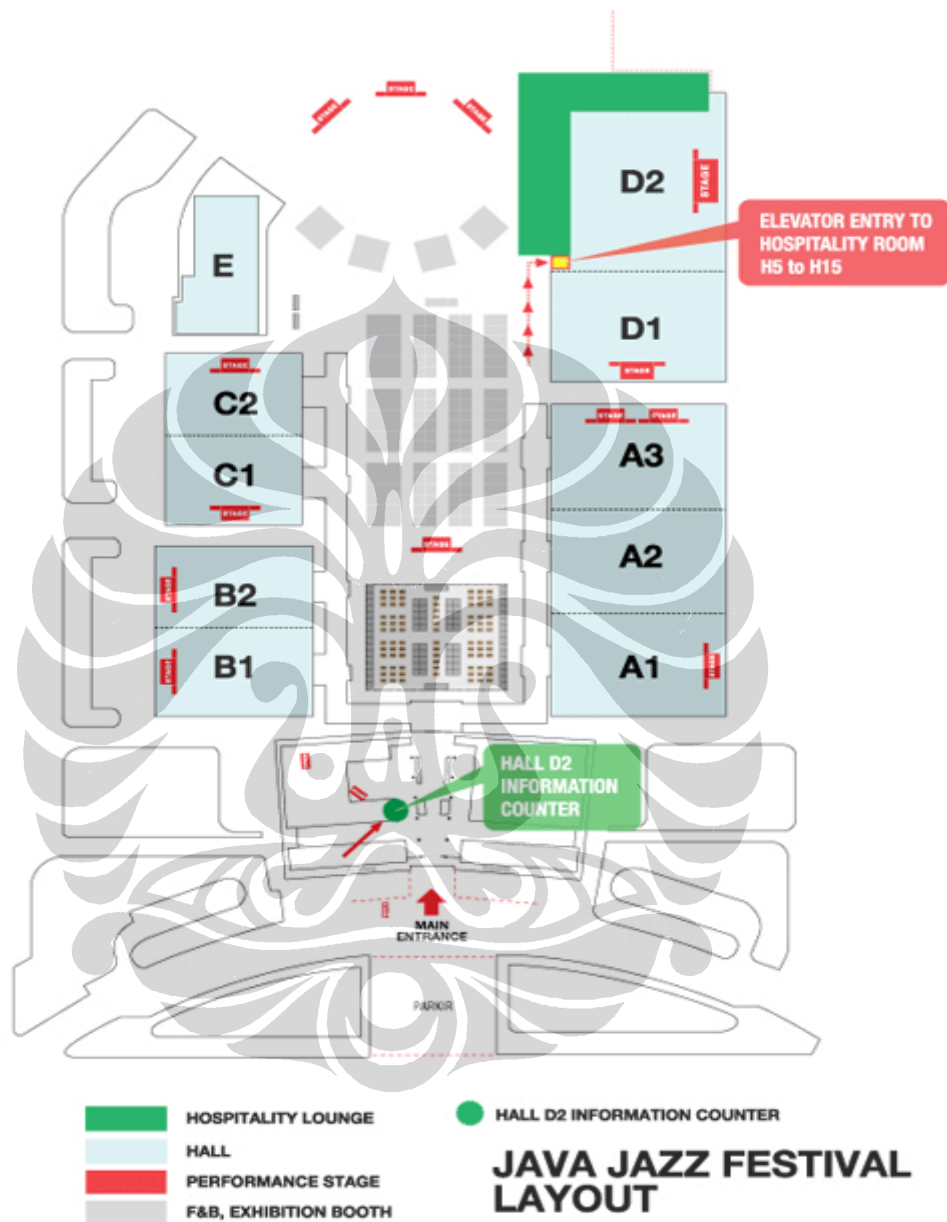 STAGE
STAGE
STAGE
D2
STAGE
ELEVATOR ENTRY TO
HOSPITALITY ROOM
H5 to H15
E
D1
STAGE
STAGE
C2
STAGE
STAGE
A3
C1
STAGE
STAGE
A2
STAGE
B2
STAGE
B1
A1
STAGE
HALL D2
INFORMATION
COUNTER
MAIN
ENTRANCE
PARKIR
HOSPITALITY LOUNGE
HALL
PERFORMANCE STAGE
F&B, EXHIBITION BOOTH
HALL D2 INFORMATION COUNTER
JAVA JAZZ FESTIVAL
LAYOUT